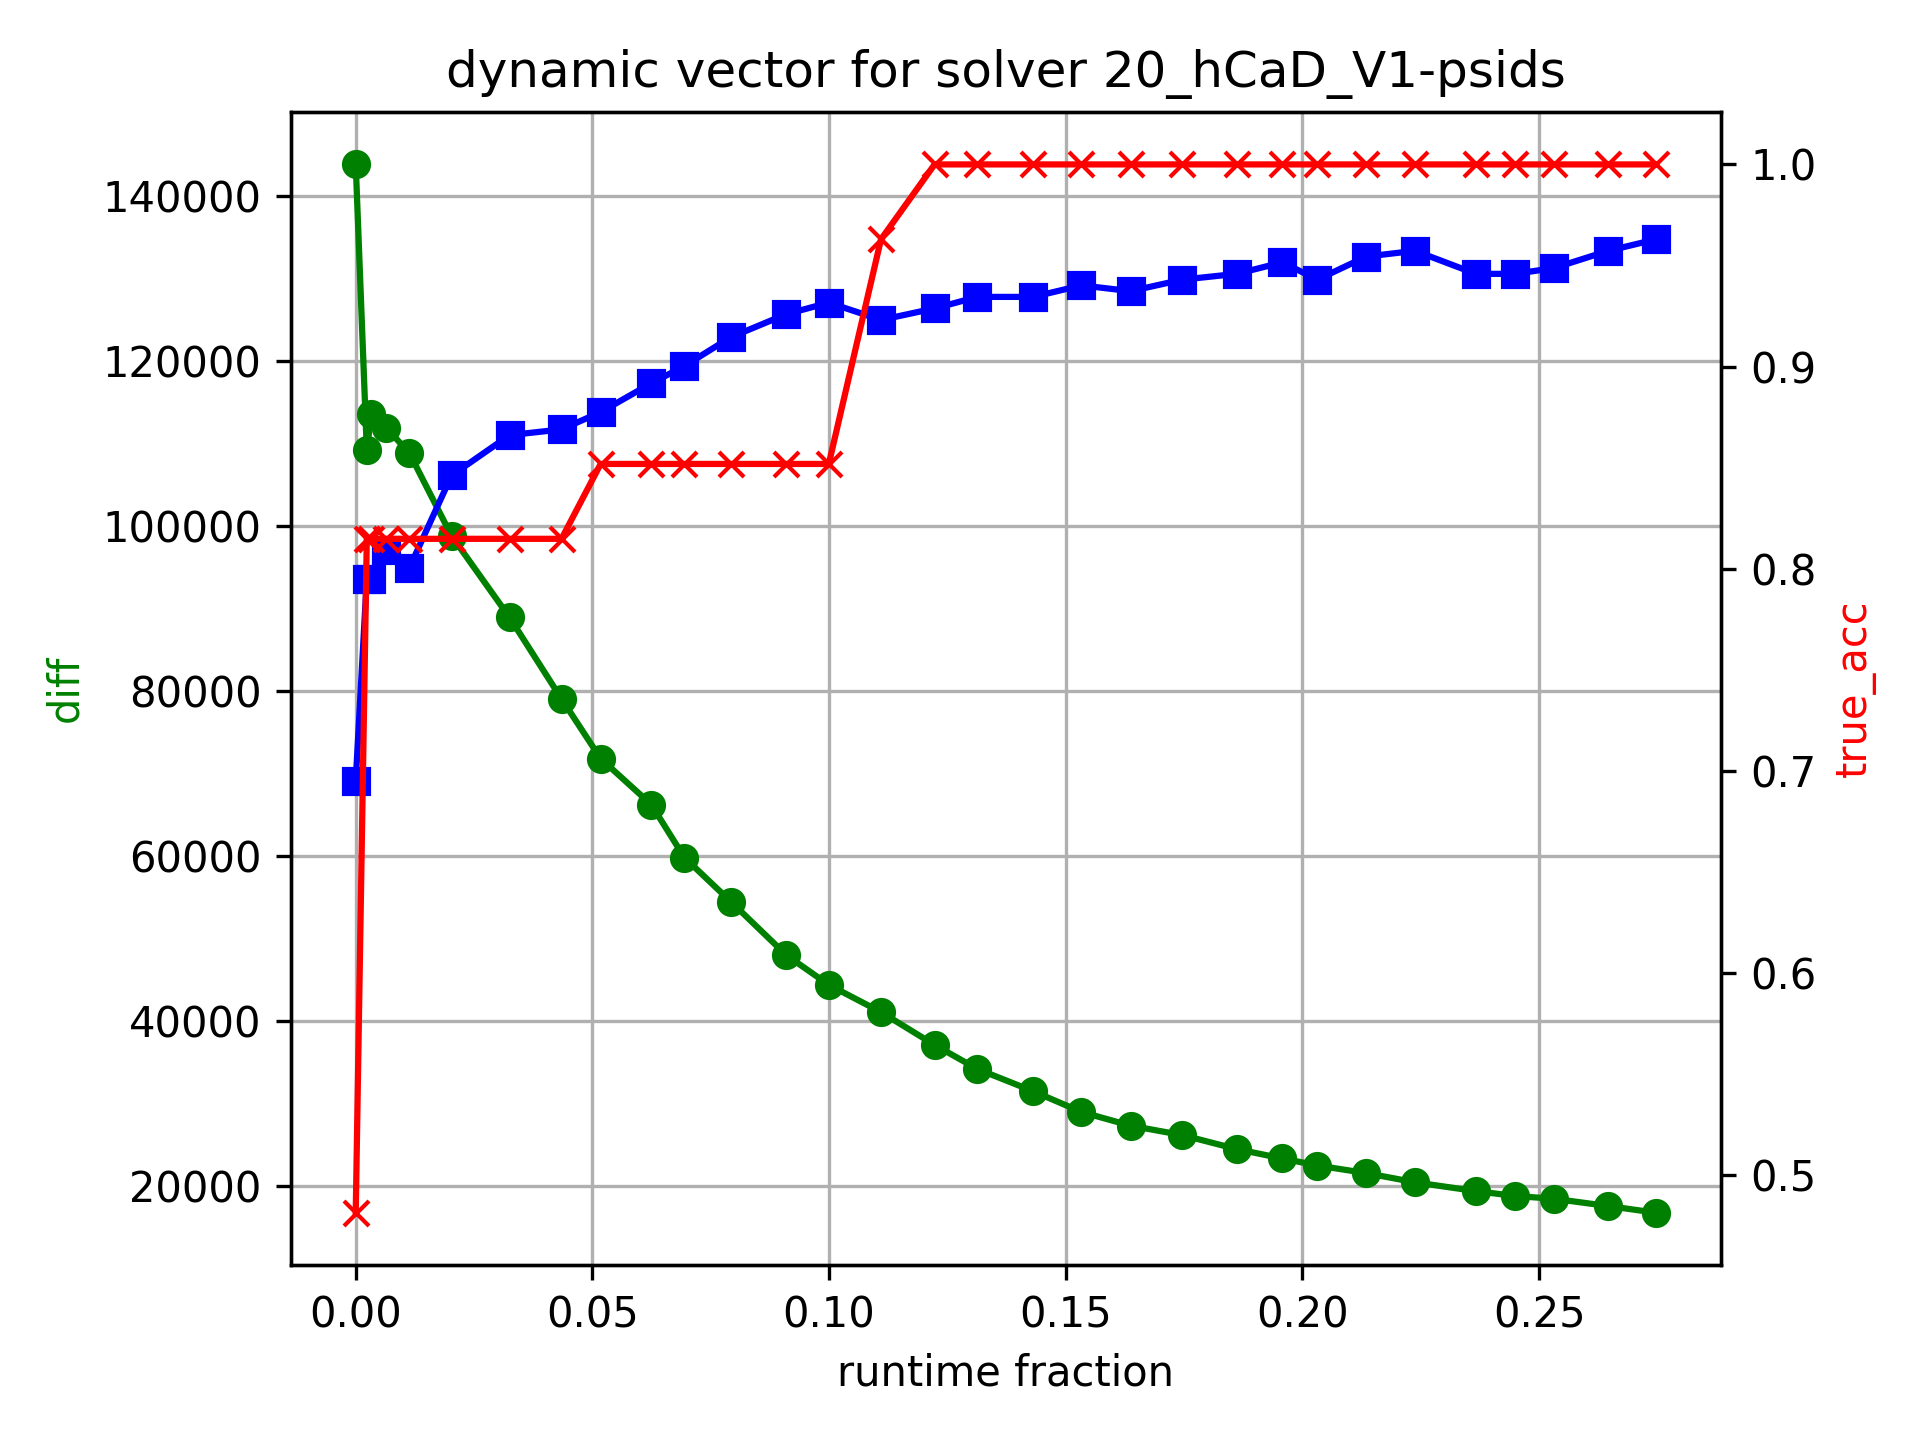 dynamic vector for solver 20_hCaD_V1-psids
140000
120000
100000
80000
60000
40000
20000
diff
1.0
0.9
0.8
0.7
0.6
0.5
true_acc
0.00 0.05 0.10 0.15 0.20 0.25
runtime fraction